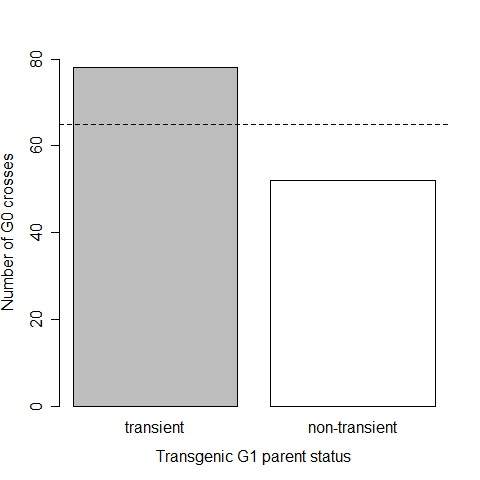 Number of G0 crosses
80
60
40
20
0
transient
non-transient
Transgenic G1 parent status